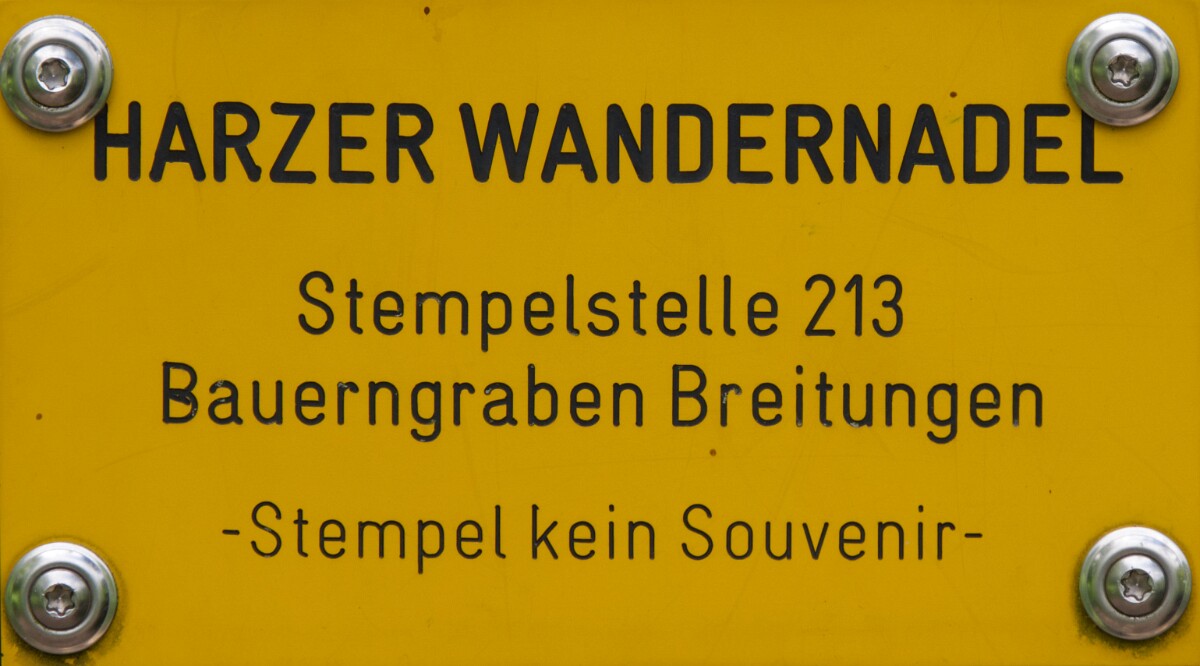 HARZER WANDERNADEL
Stempelstelle 213
Bauerngraben Breitungen
-Stempel kein Souvenir-